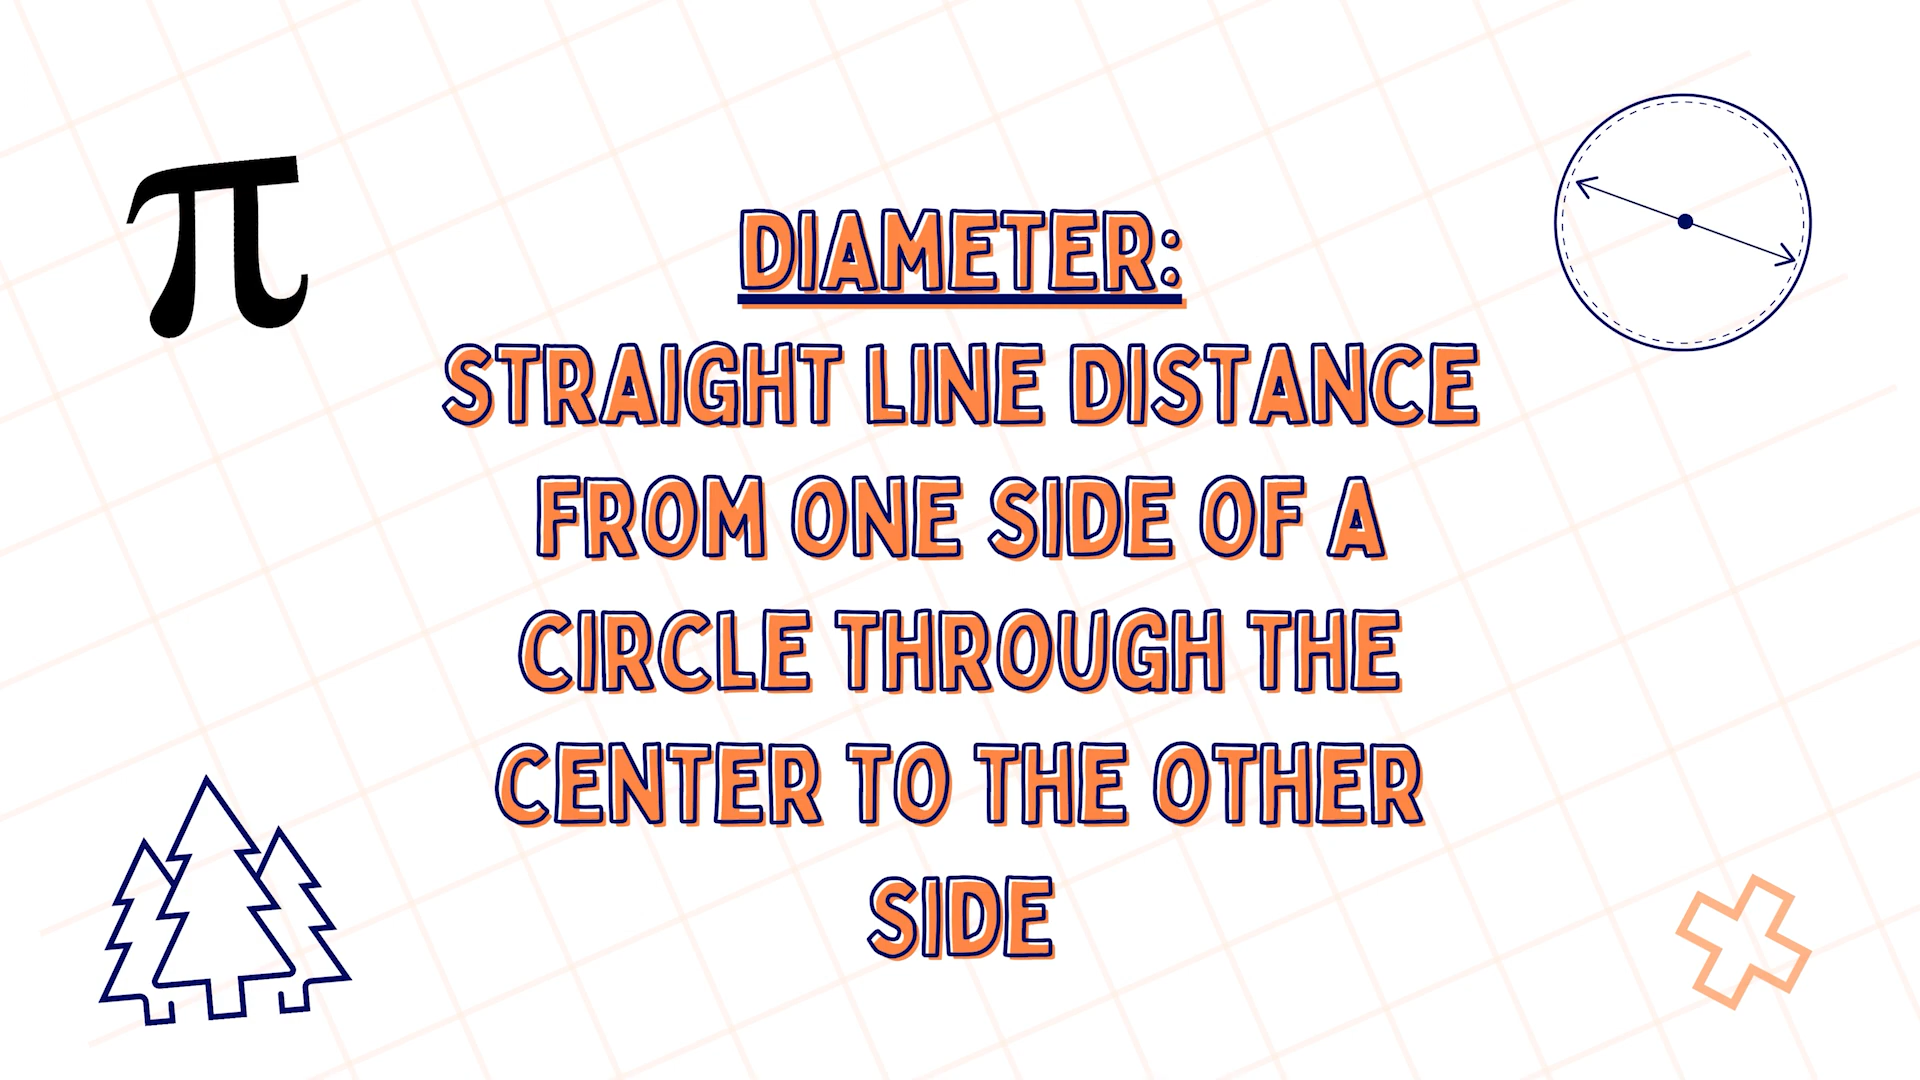 π
DIAMETER:
STRAIGHT LINE DISTANCE
FROM ONE SIDE OF A
CIRCLE THROUGH THE
CENTER TO THE OTHER
SIDE